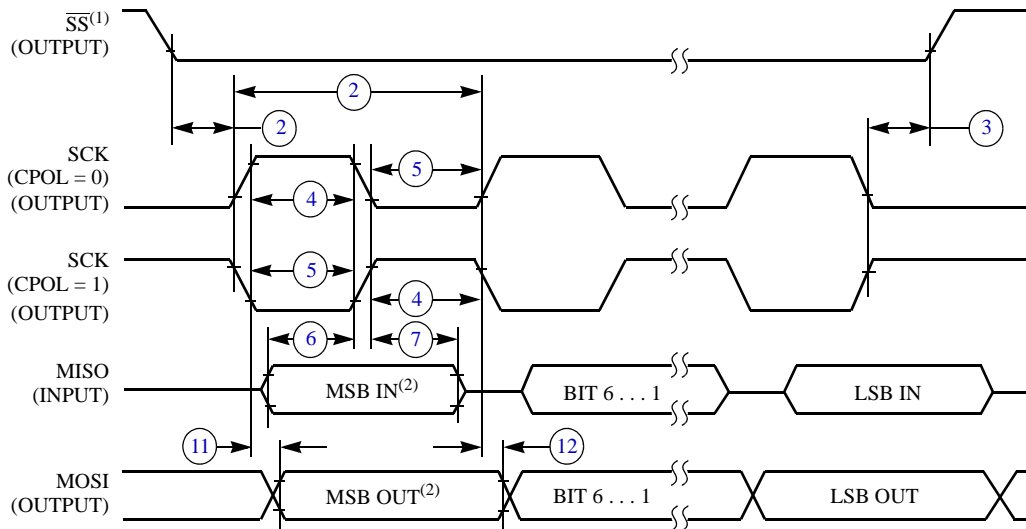 SS(1)
(OUTPUT)
2
2
3
SCK
(CPOL = 0)
(OUTPUT)
5
4
SCK
(CPOL = 1)
(OUTPUT)
5
4
6
7
MISO
(INPUT)
MSB IN(2)
BIT 6 . . . 1
LSB IN
11
12
MOSI
(OUTPUT)
MSB OUT(2)
BIT 6 . . . 1
LSB OUT